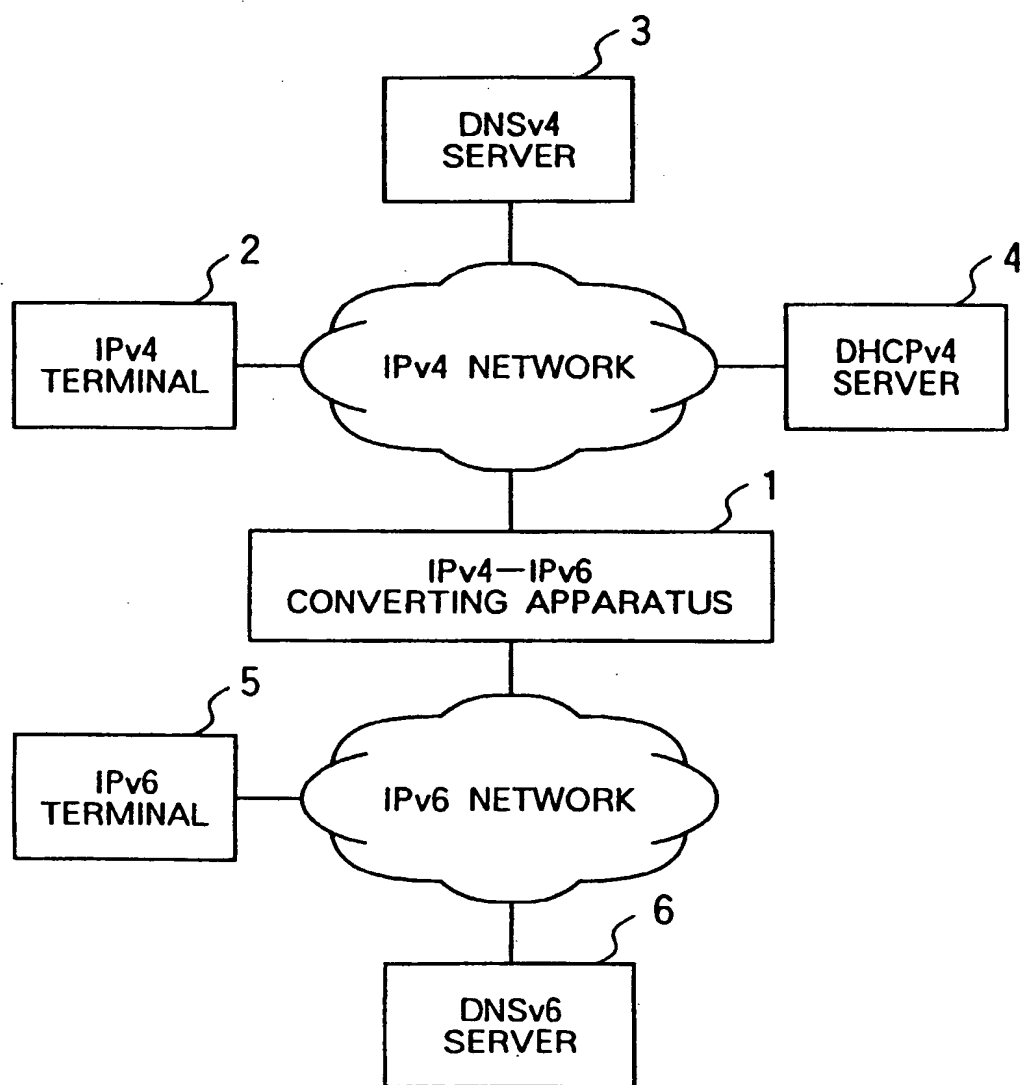 3
DNSv4
SERVER
2
4
IPv4
TERMINAL
IPv4 NETWORK
DHCPv4
SERVER
1
IPv4—IPv6
CONVERTING APPARATUS
5
IPv6
TERMINAL
IPv6 NETWORK
6
DNSv6
SERVER